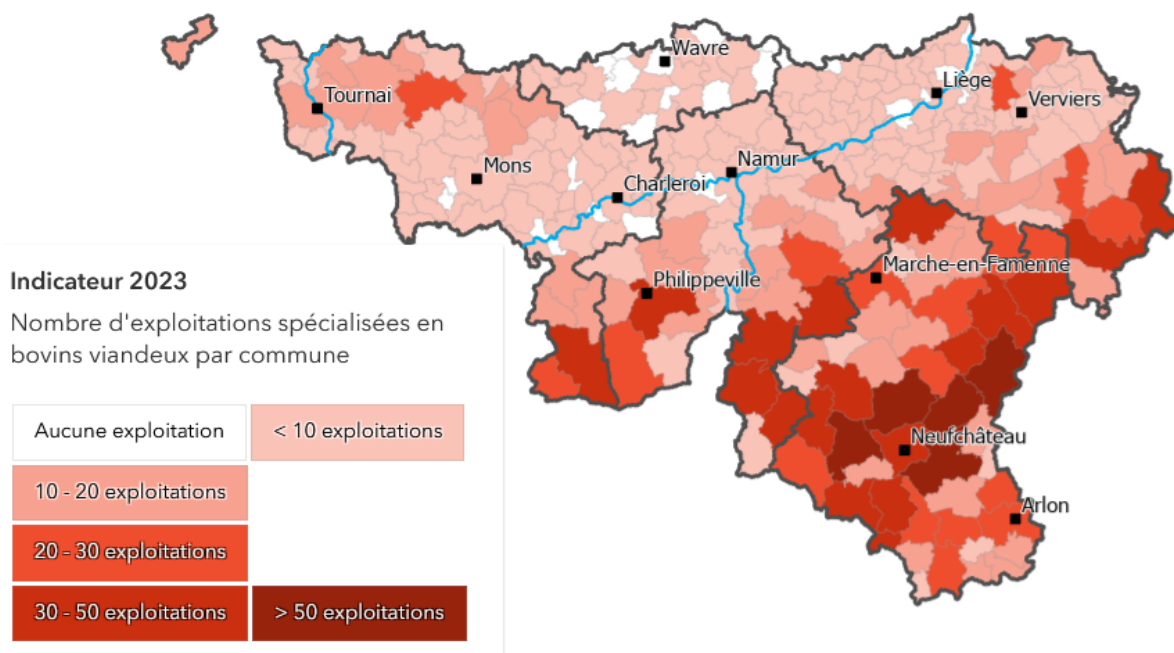 Wavre
Liège
Tournai
Verviers
Mons
Namur
Charleroi
Marche-en-Famenne
Philippeville
Neufchâteau
Arlon
Indicateur 2023
Nombre d'exploitations spécialisées en
bovins viandeux par commune
Aucune exploitation
< 10 exploitations
10 - 20 exploitations
20 - 30 exploitations
30 - 50 exploitations
> 50 exploitations